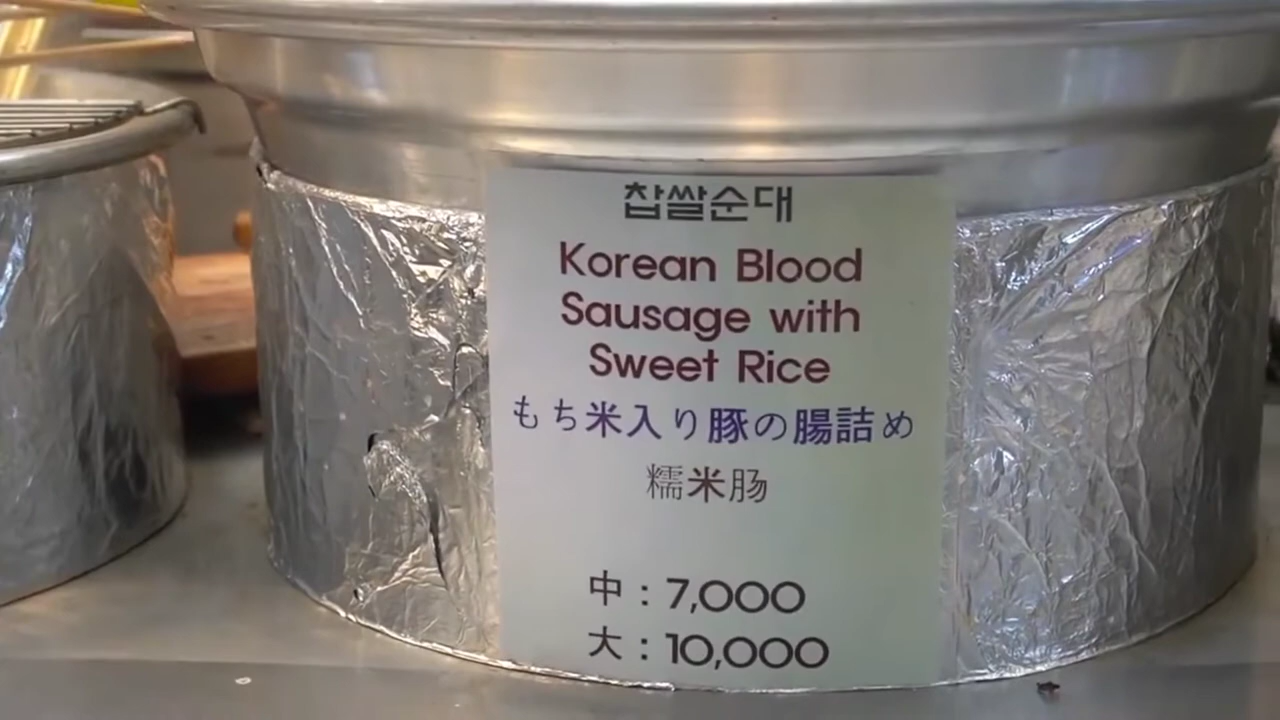 찹쌀순대
Korean Blood
Sausage with
Sweet Rice
もち米入り豚の腸詰め
糯米肠
中 : 7,000
大 : 10,000